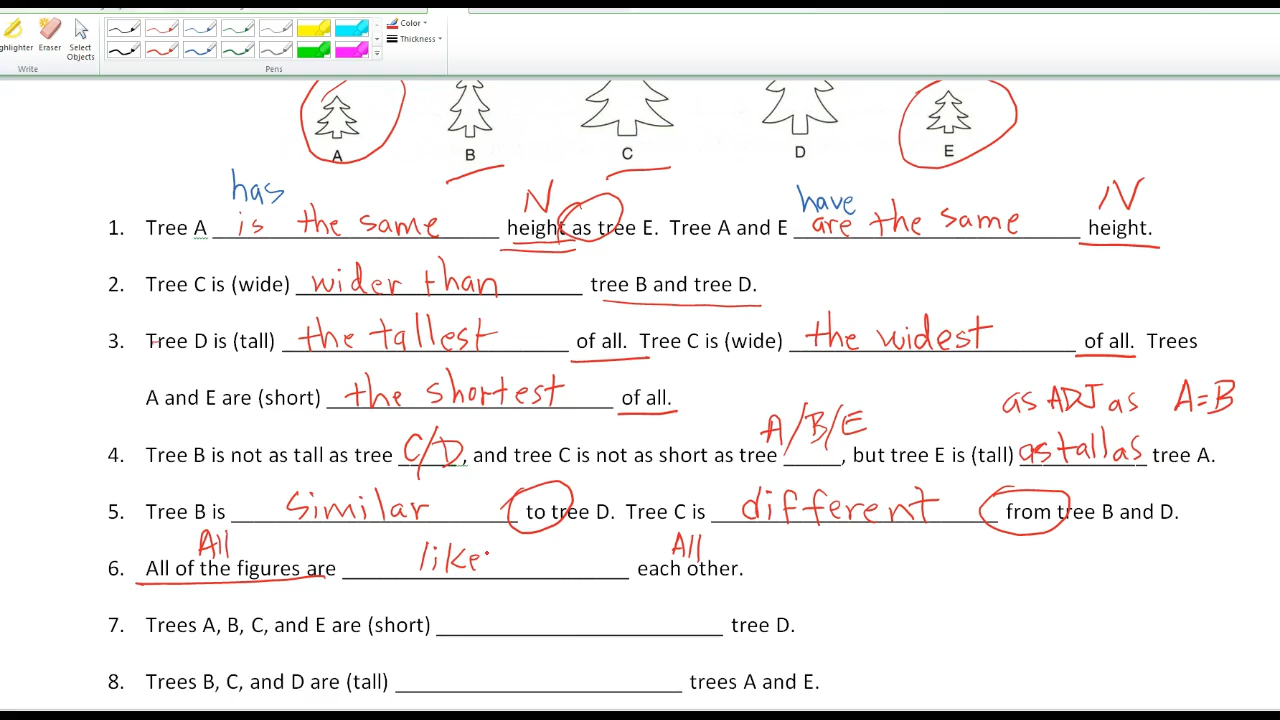 Color
Highlighter Eraser Select Objects Thickness
Write Pens
A B C D E
has N have N
1. Tree A is the same height as tree E. Tree A and E are the same height.
2. Tree C is (wide) wider than tree B and tree D.
3. Tree D is (tall) the tallest of all. Tree C is (wide) the widest of all. Trees
A and E are (short) the shortest of all.
as ADJ as A=B
A/B/E
4. Tree B is not as tall as tree C/D, and tree C is not as short as tree ______, but tree E is (tall) as tall as tree A.
5. Tree B is similar to tree D. Tree C is different from tree B and D.
All All
6. All of the figures are like each other.
7. Trees A, B, C, and E are (short) ______ tree D.
8. Trees B, C, and D are (tall) ______ trees A and E.